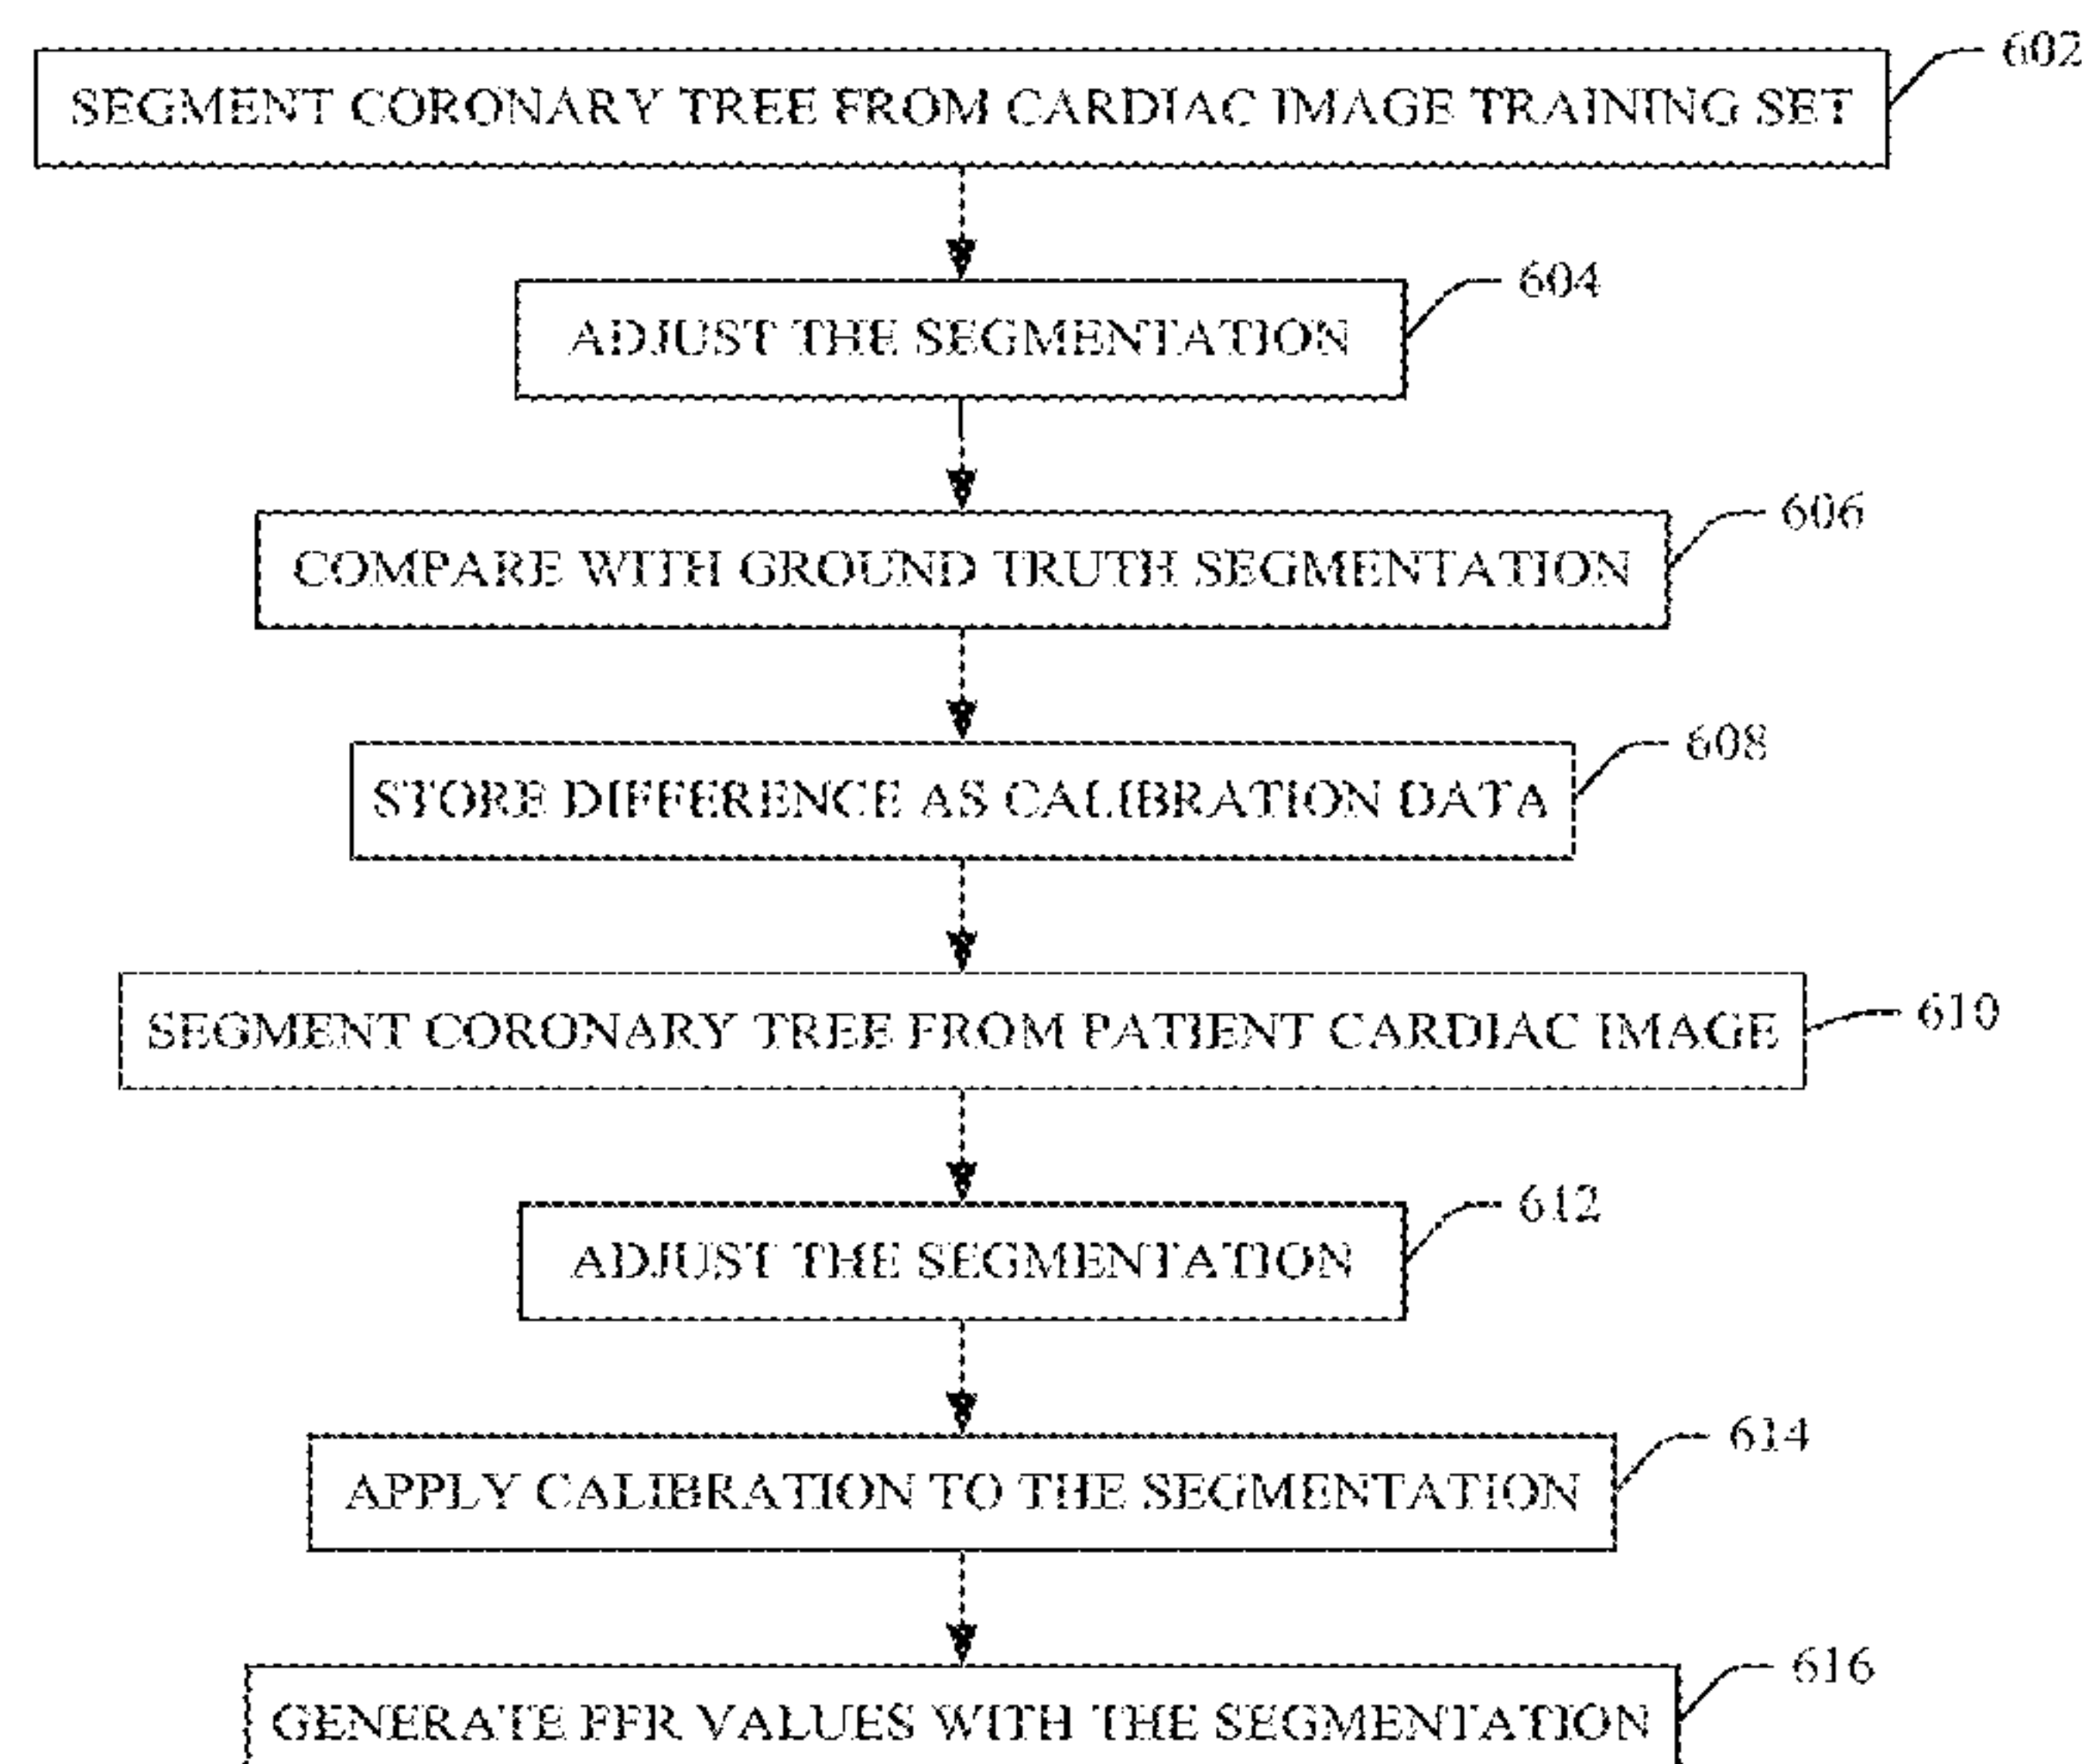 602
SEGMENT CORONARY TREE FROM CARDIAC IMAGE TRAINING SET
604
ADJUST THE SEGMENTATION
606
COMPARE WITH GROUND TRUTH SEGMENTATION
608
STORE DIFFERENCE AS CALIBRATION DATA
610
SEGMENT CORONARY TREE FROM PATIENT CARDIAC IMAGE
612
ADJUST THE SEGMENTATION
614
APPLY CALIBRATION TO THE SEGMENTATION
616
GENERATE FFR VALUES WITH THE SEGMENTATION